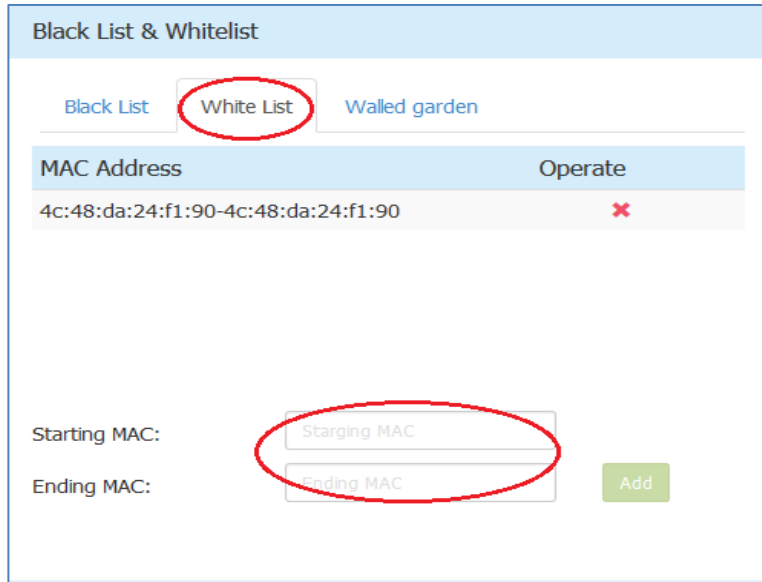 Black List & Whitelist
Black List White List Walled garden
MAC Address Operate
4c:48:da:24:f1:90-4c:48:da:24:f1:90
Starting MAC: Starging MAC
Ending MAC: Ending MAC Add